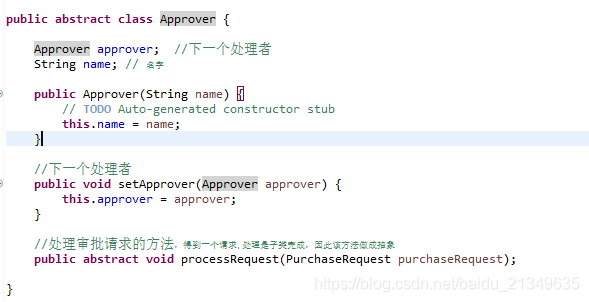 public abstract class Approver {
Approver approver;  //下一个处理者
String name; // 名字
public Approver(String name) {
// TODO Auto-generated constructor stub
this.name = name;
}
//下一个处理者
public void setApprover(Approver approver) {
this.approver = approver;
}
//处理审批请求的方法，得到一个请求,处理是子类完成，因此该方法做成抽象
public abstract void processRequest(PurchaseRequest purchaseRequest);
}
https://blog.csdn.net/baidu_21349635